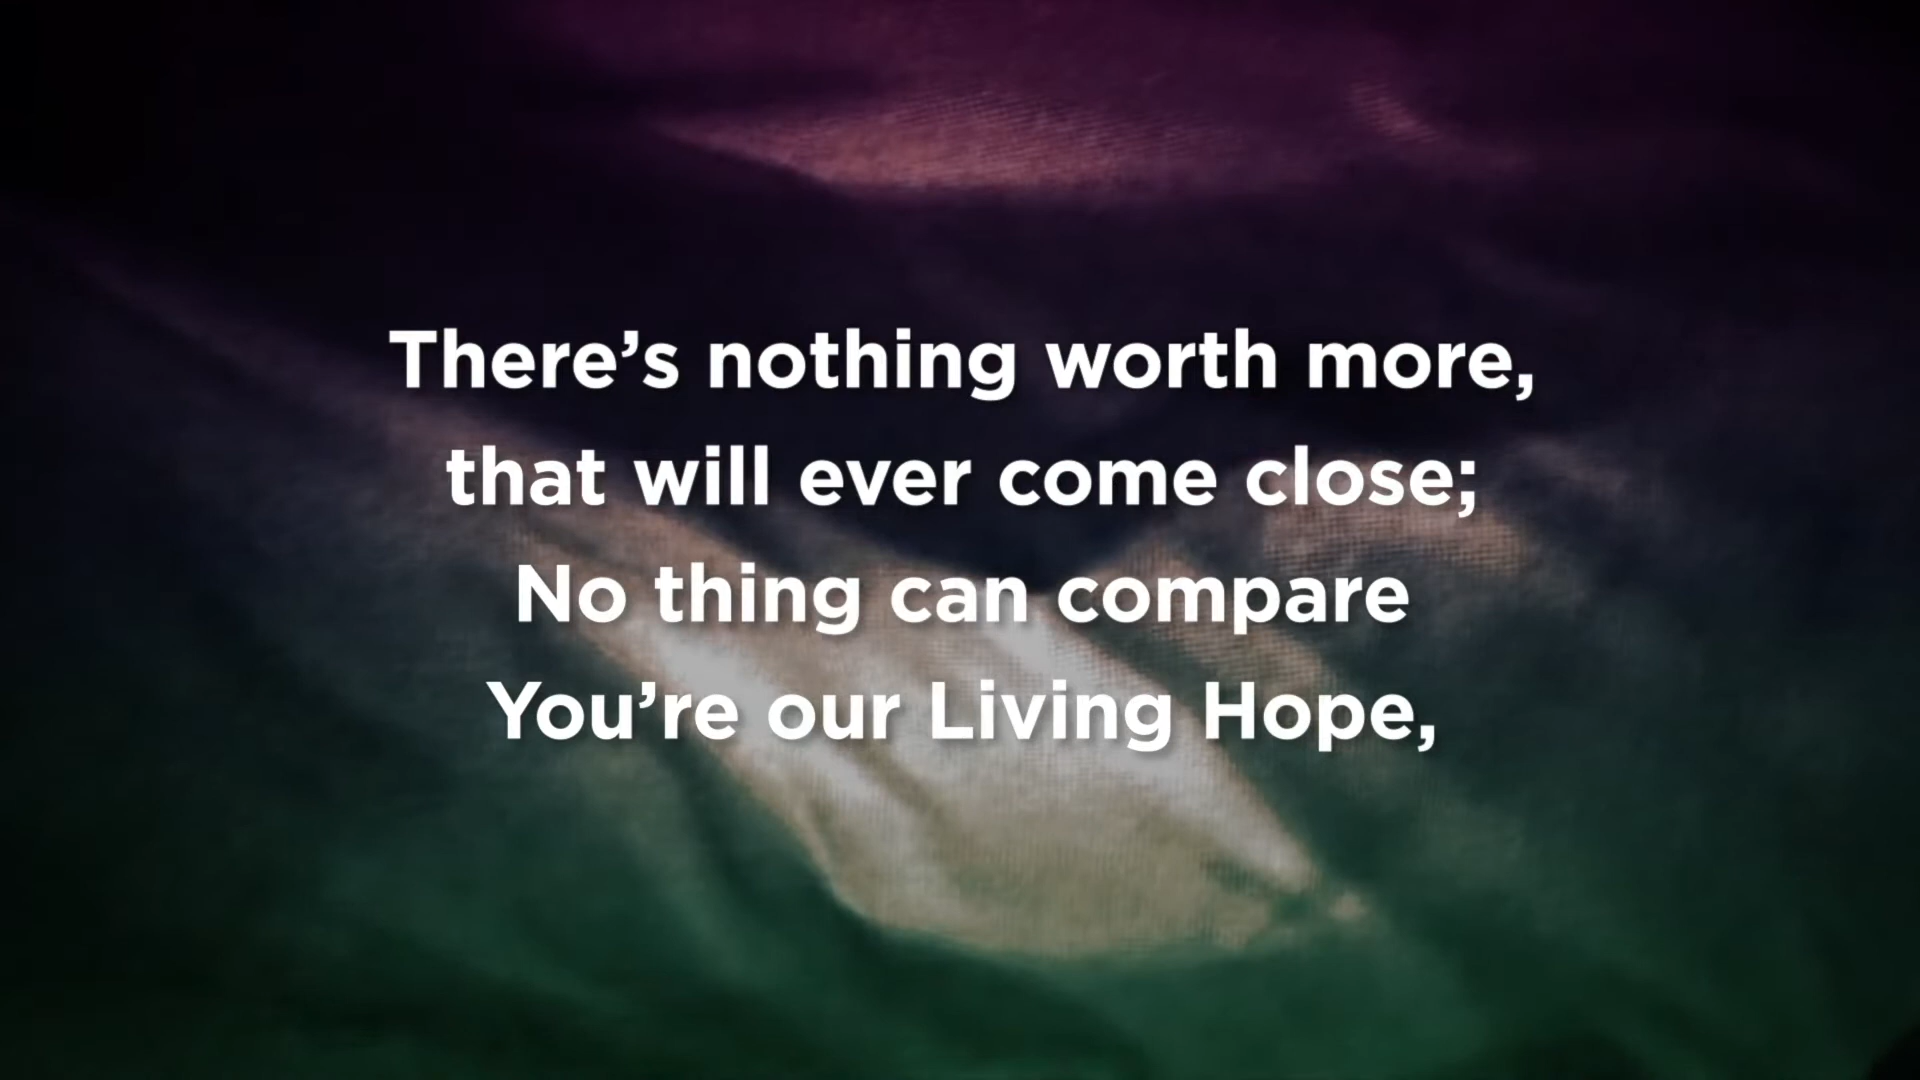 There’s nothing worth more,
that will ever come close;
No thing can compare
You’re our Living Hope,